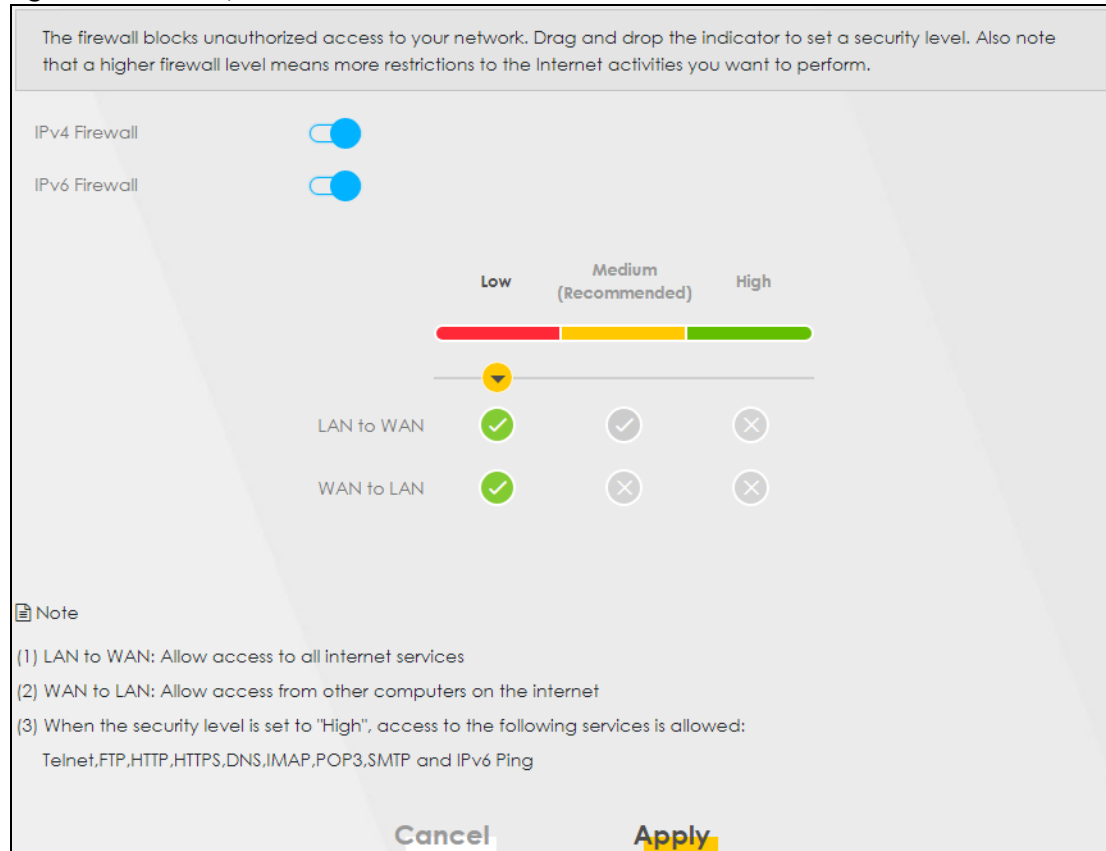 The firewall blocks unauthorized access to your network. Drag and drop the indicator to set a security level. Also note
that a higher firewall level means more restrictions to the Internet activities you want to perform.
IPv4 Firewall
IPv6 Firewall
Low
Medium
(Recommended)
High
LAN to WAN
WAN to LAN
Note
(1) LAN to WAN: Allow access to all internet services
(2) WAN to LAN: Allow access from other computers on the internet
(3) When the security level is set to "High", access to the following services is allowed:
Telnet,FTP,HTTP,HTTPS,DNS,IMAP,POP3,SMTP and IPv6 Ping
Cancel
Apply